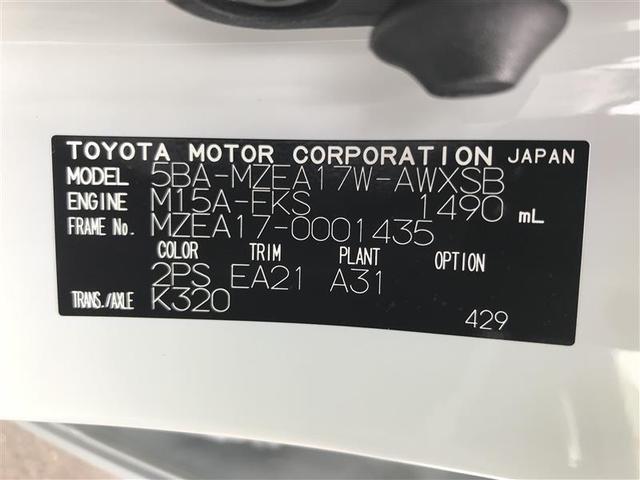 TOYOTA MOTOR CORPORATION JAPAN
MODEL 5BA-MZEA17W-AWXSB
ENGINE M15A-FKS 1490 mL
FRAME No. MZEA17-0001435
COLOR TRIM PLANT OPTION
2PS EA21 A31
TRANS./AXLE K320
429